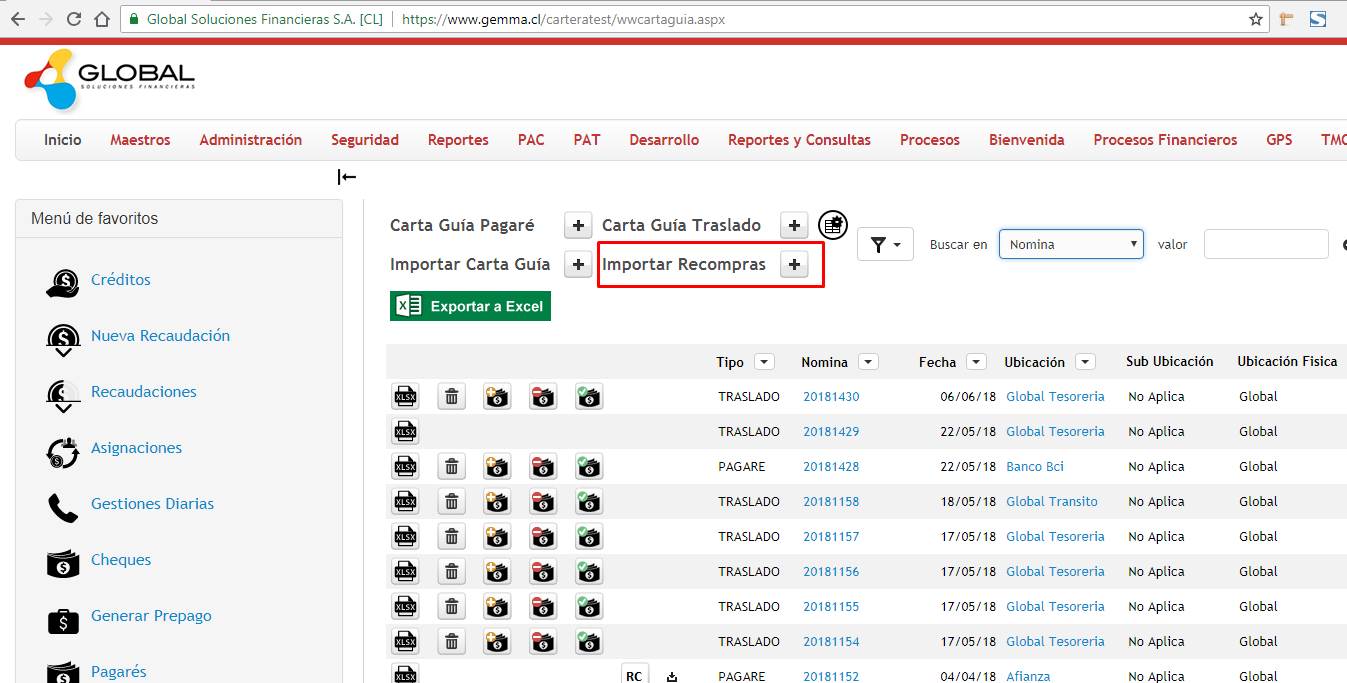 Global Soluciones Financieras S.A. [CL] https://www.gemma.cl/carteratest/wwcartaguia.aspx
GLOBAL
SOLUCIONES FINANCIERAS
Inicio Maestros Administración Seguridad Reportes PAC PAT Desarrollo Reportes y Consultas Procesos Bienvenida Procesos Financieros GPS TMC
Menú de favoritos
Créditos
Nueva Recaudación
Recaudaciones
Asignaciones
Gestiones Diarias
Cheques
Generar Prepago
Pagarés
Carta Guía Pagaré + Carta Guía Traslado +
Buscar en Nomina valor
Importar Carta Guía + Importar Recompras +
Exportar a Excel
Tipo Nomina Fecha Ubicación Sub Ubicación Ubicación Fisica
XLSX TRASLADO 20181430 06/06/18 Global Tesoreria No Aplica Global
XLSX TRASLADO 20181429 22/05/18 Global Tesoreria No Aplica Global
XLSX PAGARE 20181428 22/05/18 Banco Bci No Aplica Global
XLSX TRASLADO 20181158 18/05/18 Global Transito No Aplica Global
XLSX TRASLADO 20181157 17/05/18 Global Tesoreria No Aplica Global
XLSX TRASLADO 20181156 17/05/18 Global Tesoreria No Aplica Global
XLSX TRASLADO 20181155 17/05/18 Global Tesoreria No Aplica Global
XLSX TRASLADO 20181154 17/05/18 Global Tesoreria No Aplica Global
XLSX RC PAGARE 20181152 04/04/18 Afianza No Aplica Global